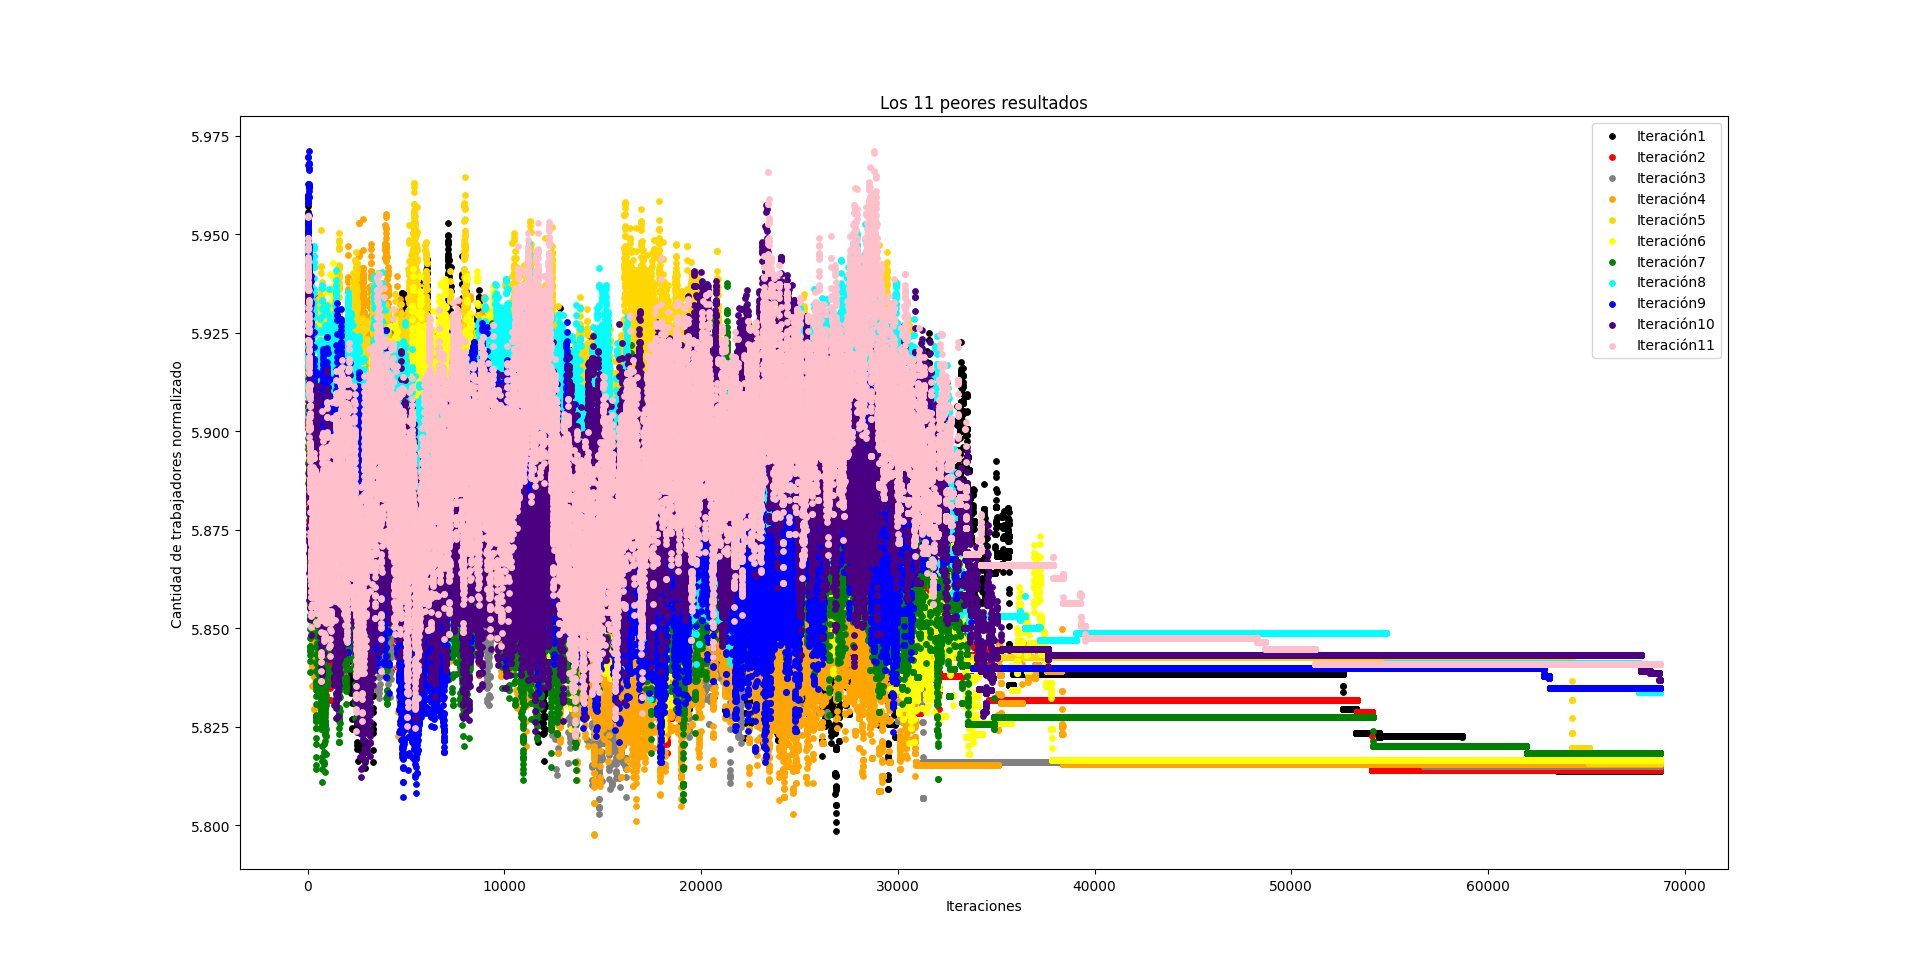 Los 11 peores resultados
Cantidad de trabajadores normalizado
5.975
5.950
5.925
5.900
5.875
5.850
5.825
5.800
0
10000
20000
30000
40000
50000
60000
70000
Iteraciones
Iteración1
Iteración2
Iteración3
Iteración4
Iteración5
Iteración6
Iteración7
Iteración8
Iteración9
Iteración10
Iteración11